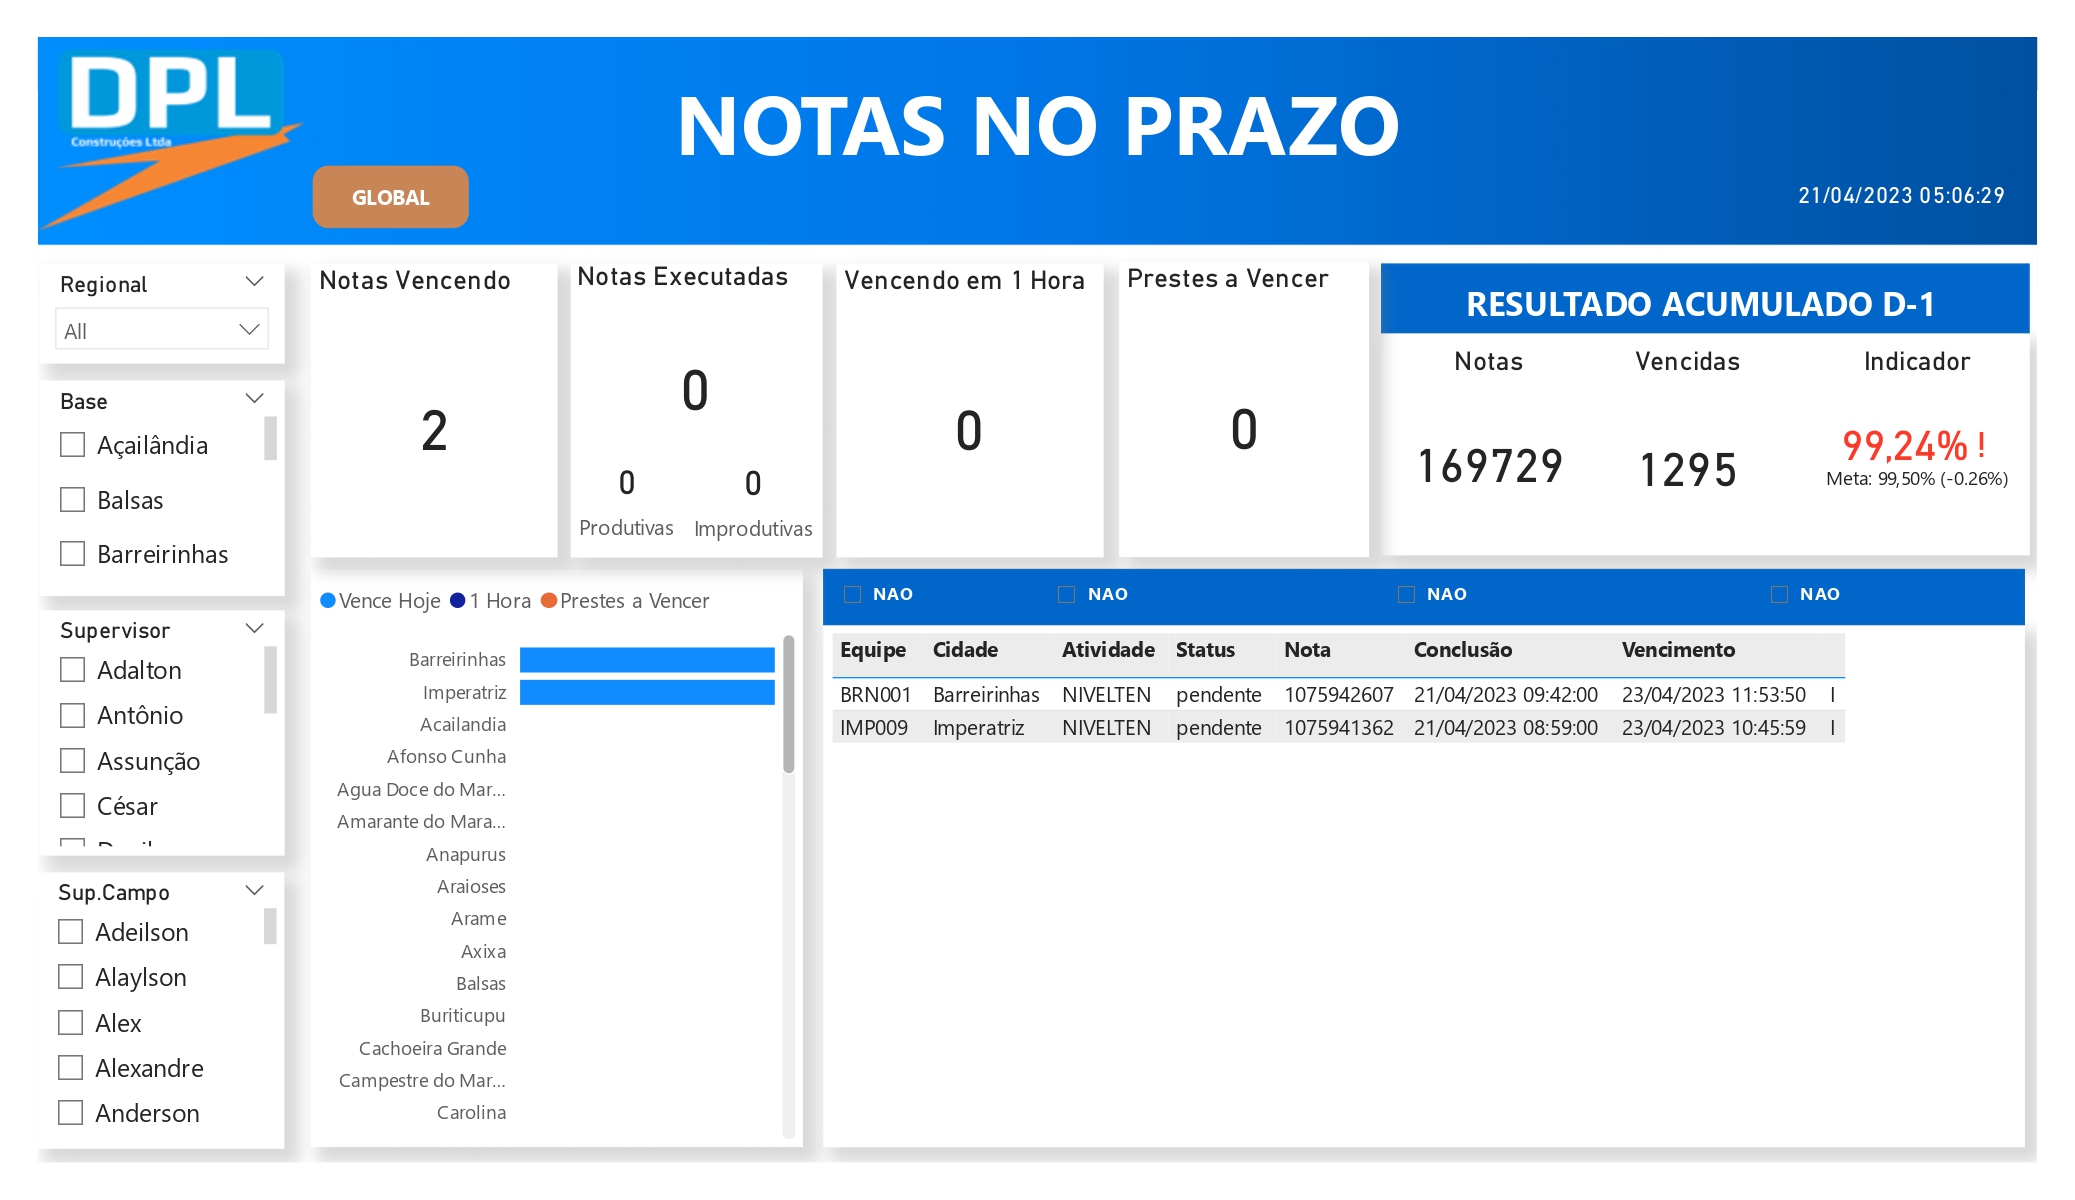 DPL
Construções Ltda
NOTAS NO PRAZO
GLOBAL
21/04/2023 05:06:29
Regional
All
Base
Açailândia
Balsas
Barreirinhas
Supervisor
Adalton
Antônio
Assunção
César
Sup.Campo
Adeilson
Alaylson
Alex
Alexandre
Anderson
Notas Vencendo
2
Notas Executadas
0
0 0
Produtivas Improdutivas
Vencendo em 1 Hora
0
Prestes a Vencer
0
RESULTADO ACUMULADO D-1
Notas Vencidas Indicador
169729 1295 99,24% !
Meta: 99,50% (-0.26%)
Vence Hoje 1 Hora Prestes a Vencer
Barreirinhas
Imperatriz
Acailandia
Afonso Cunha
Agua Doce do Mar...
Amarante do Mara...
Anapurus
Araioses
Arame
Axixa
Balsas
Buriticupu
Cachoeira Grande
Campestre do Mar...
Carolina
NAO NAO NAO NAO
Equipe Cidade Atividade Status Nota Conclusão Vencimento
BRN001 Barreirinhas NIVELTEN pendente 1075942607 21/04/2023 09:42:00 23/04/2023 11:53:50 I
IMP009 Imperatriz NIVELTEN pendente 1075941362 21/04/2023 08:59:00 23/04/2023 10:45:59 I